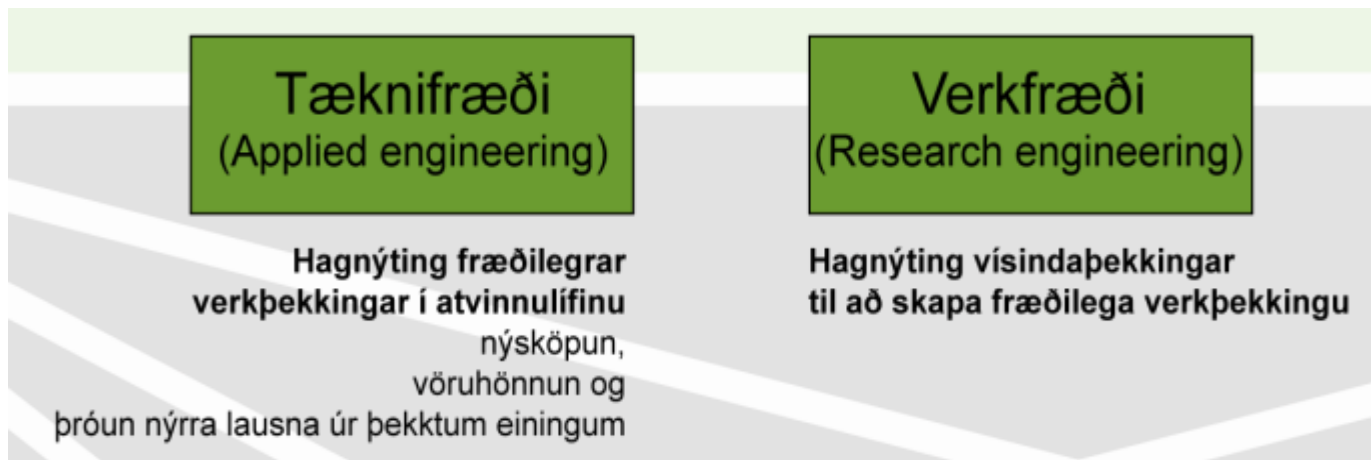 Tæknifræði
(Applied engineering)
Hagnýting fræðilegrar
verkþekkingar í atvinnulífinu
nýsköpun,
vöruhönnun og
þróun nýrra lausna úr þekktum einingum
Verkfræði
(Research engineering)
Hagnýting vísindaþekkingar
til að skapa fræðilega verkþekkingu